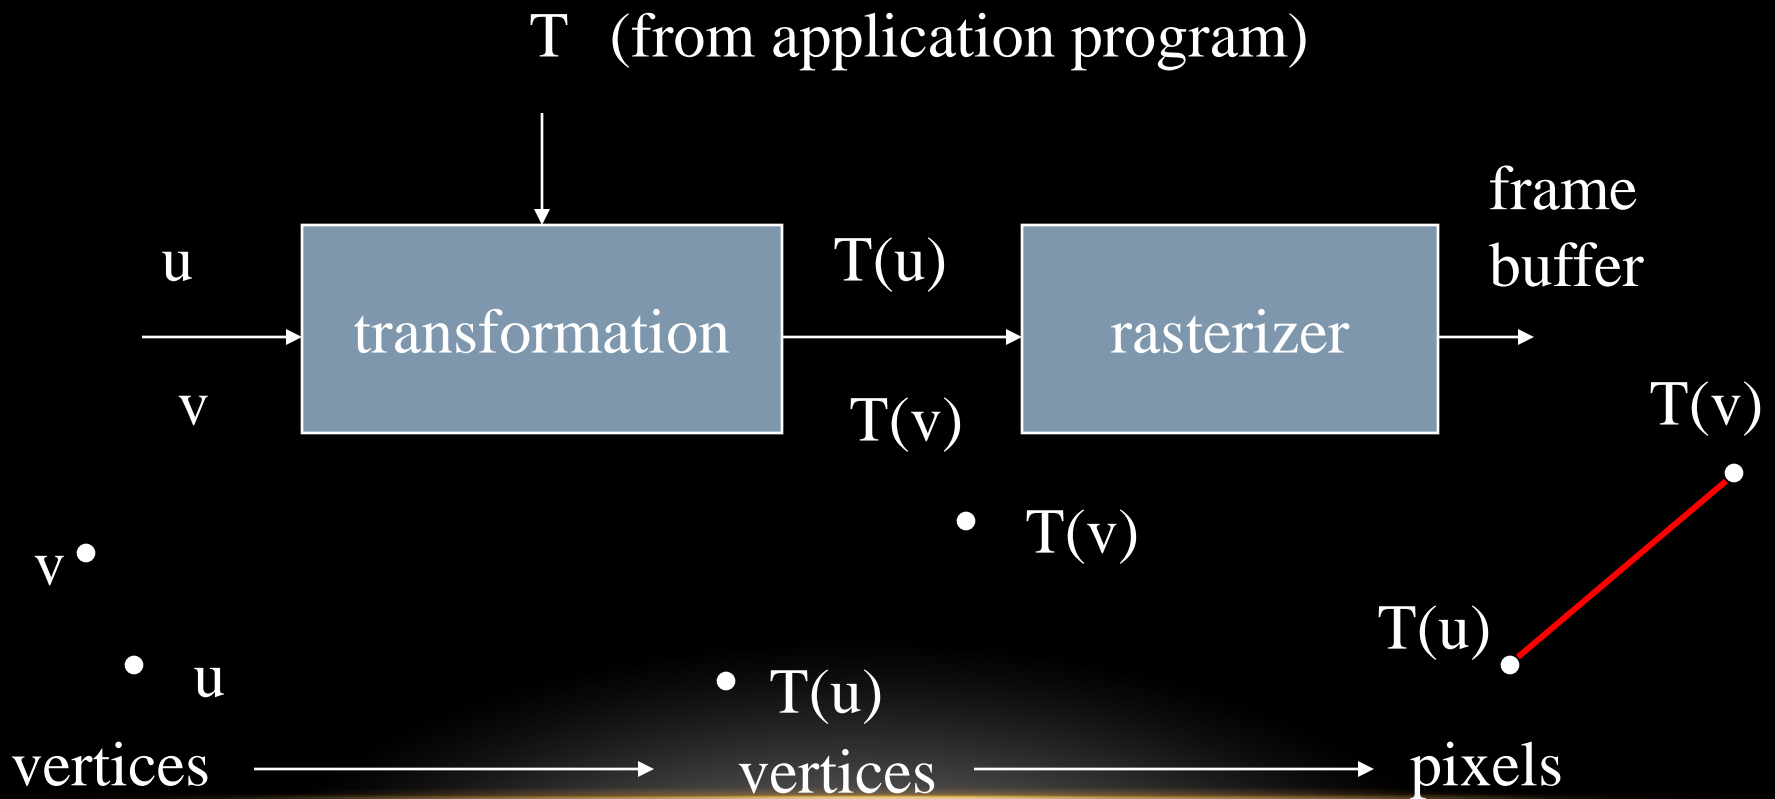 T (from application program)
frame
buffer
u
T(u)
transformation
rasterizer
v
T(v)
T(v)
T(v)
v
T(u)
u
T(u)
vertices
vertices
pixels